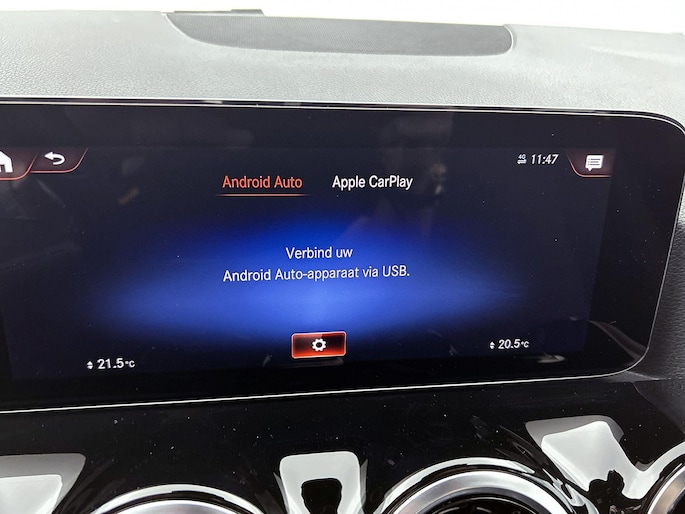 4G 11:47
Android Auto Apple CarPlay
Verbind uw
Android Auto-apparaat via USB.
21.5°C 20.5°C